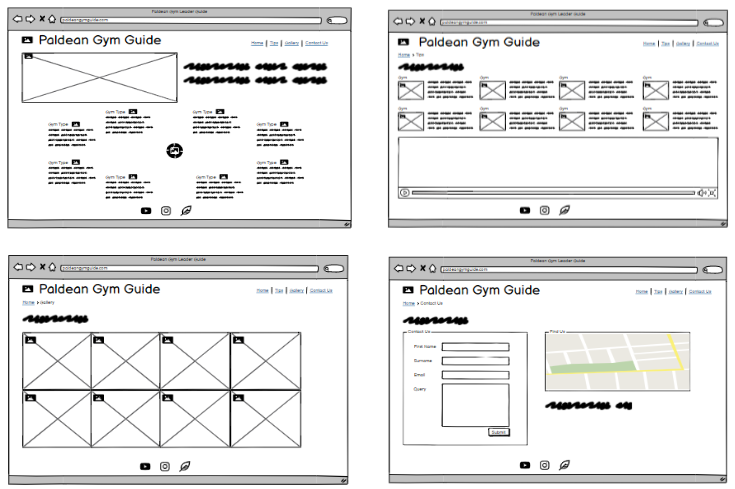 Paldean Gym Leader Guide
paldeangymguide.com
Paldean Gym Guide
Home | Tips | Gallery | Contact Us
Gym Type
Gym Type
Gym Type
Gym Type
Gym Type
Gym Type
Gym Type
Gym Type
Paldean Gym Leader Guide
paldeangymguide.com
Paldean Gym Guide
Home | Tips | Gallery | Contact Us
Home > Tips
Gym Gym Gym Gym
Gym Gym Gym Gym
Paldean Gym Leader Guide
paldeangymguide.com
Paldean Gym Guide
Home | Tips | Gallery | Contact Us
Home > Gallery
Paldean Gym Leader Guide
paldeangymguide.com
Paldean Gym Guide
Home | Tips | Gallery | Contact Us
Home > Contact Us
Contact Us
First Name
Surname
Email
Query
Submit
Find Us